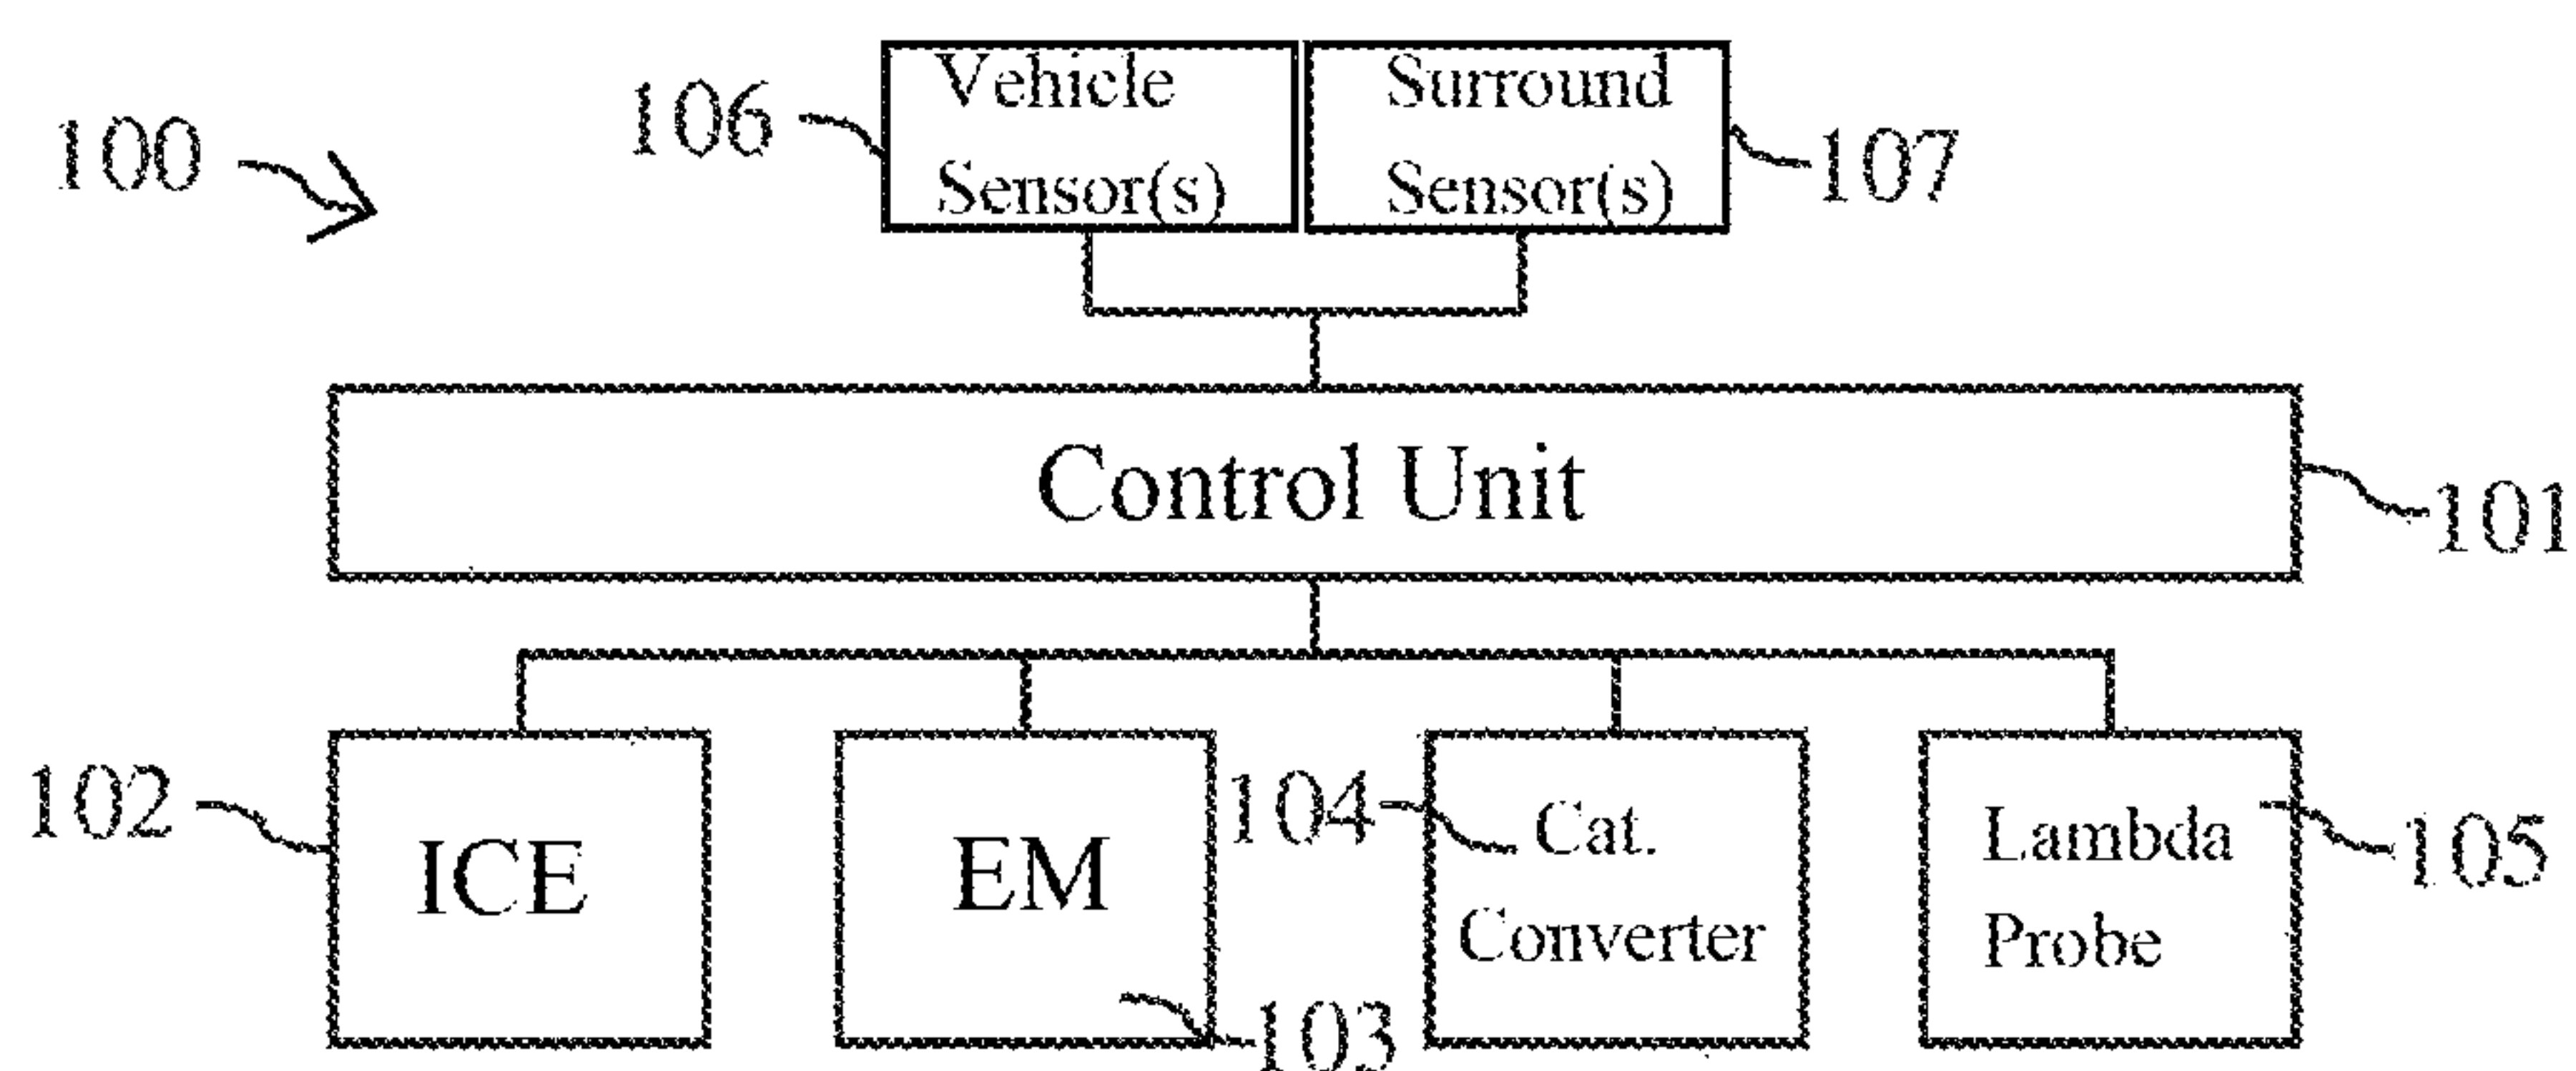 100
106
Vehicle
Sensor(s)
Surround
Sensor(s)
107
Control Unit
101
102
ICE
EM
103
104
Cat.
Converter
Lambda
Probe
105